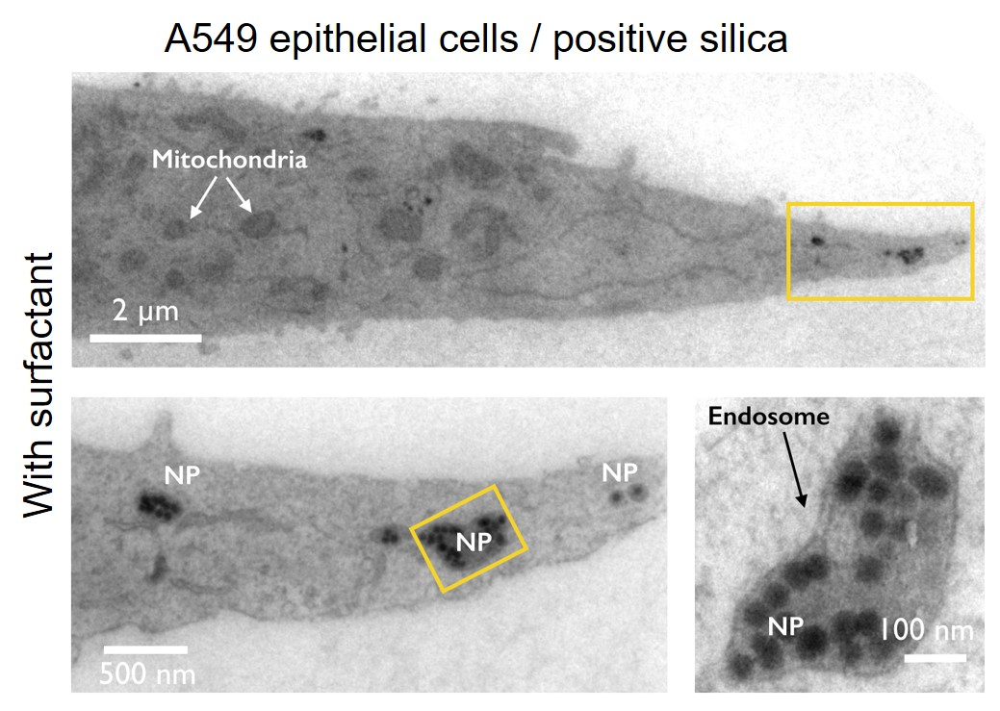 A549 epithelial cells / positive silica
With surfactant
Mitochondria
2 µm
NP
NP
NP
500 nm
Endosome
NP
100 nm